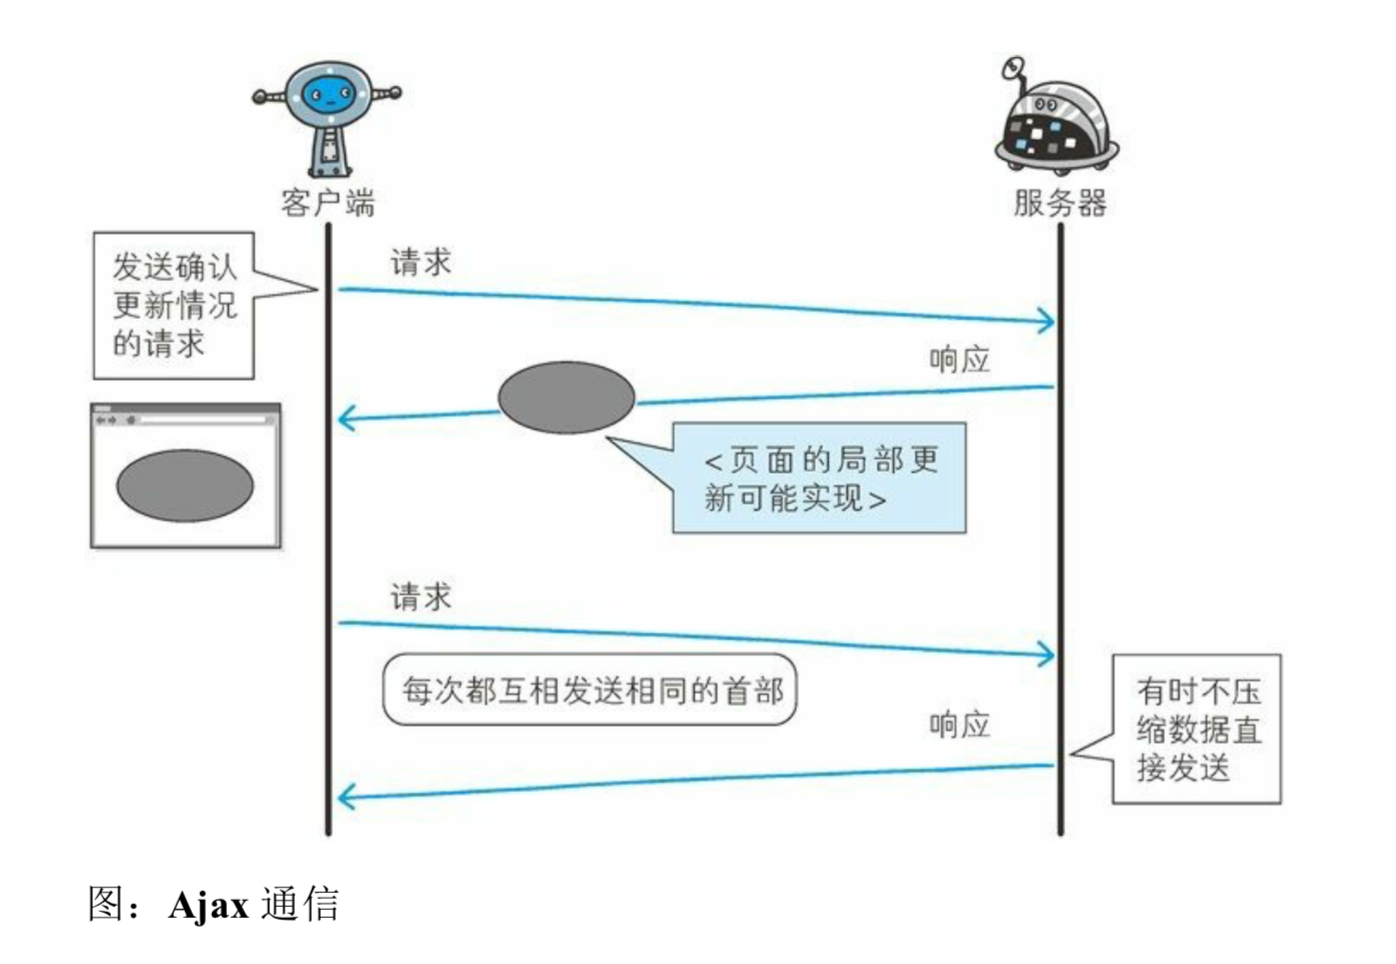 客户端
服务器
发送确认
更新情况
的请求
请求
响应
<页面的局部更
新可能实现>
请求
每次都互相发送相同的首部
响应
有时不压
缩数据直
接发送
图：Ajax 通信